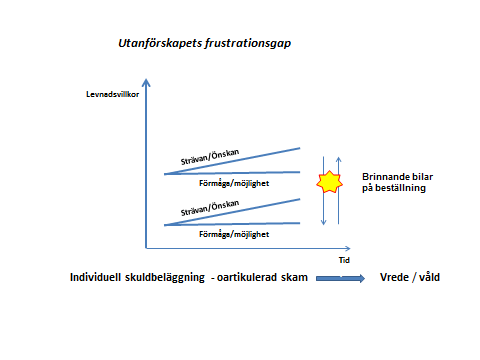 Utanförskapets frustrationsgap
Levnadsvillkor
Strävan/Önskan
Förmåga/möjlighet
Strävan/Önskan
Förmåga/möjlighet
Brinnande bilar
på beställning
Tid
Individuell skuldbeläggning - oartikulerad skam
Vrede / våld